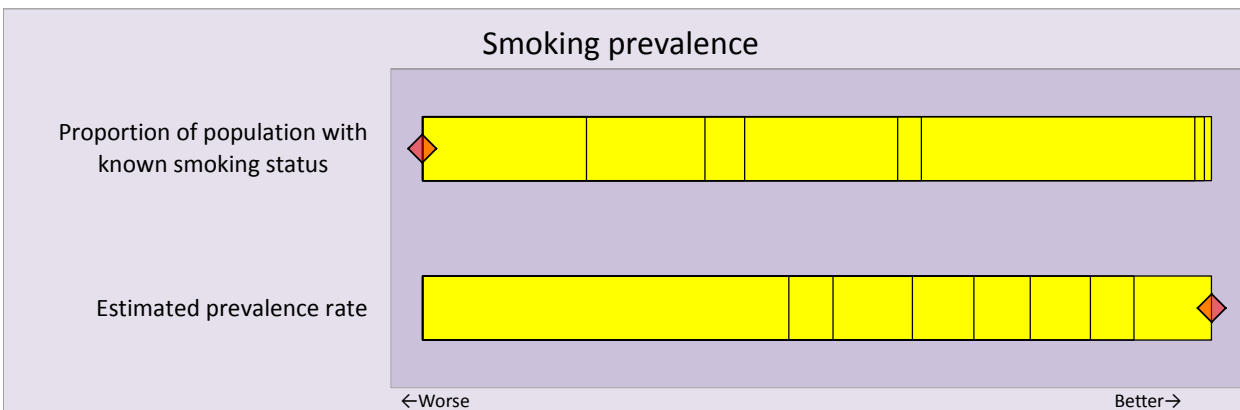 Smoking prevalence
Proportion of population with
known smoking status
Estimated prevalence rate
←Worse
Better→